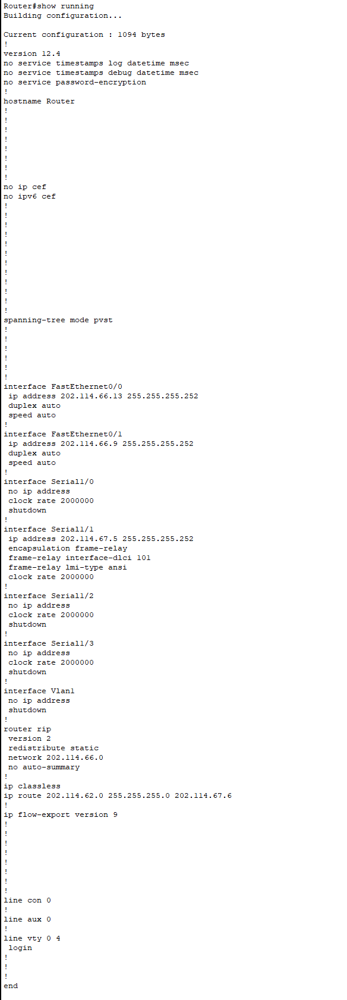 Router#show running
Building configuration...
Current configuration : 1094 bytes
!
version 12.4
no service timestamps log datetime msec
no service timestamps debug datetime msec
no service password-encryption
!
hostname Router
!
!
!
!
!
!
!
!
no ip cef
no ipv6 cef
!
!
!
!
!
!
!
!
!
!
!
!
spanning-tree mode pvst
!
!
!
!
!
!
interface FastEthernet0/0
 ip address 202.114.66.13 255.255.255.252
 duplex auto
 speed auto
!
interface FastEthernet0/1
 ip address 202.114.66.9 255.255.255.252
 duplex auto
 speed auto
!
interface Serial1/0
 no ip address
 clock rate 2000000
 shutdown
!
interface Serial1/1
 ip address 202.114.67.5 255.255.255.252
 encapsulation frame-relay
 frame-relay interface-dlci 101
 frame-relay lmi-type ansi
 clock rate 2000000
!
interface Serial1/2
 no ip address
 clock rate 2000000
 shutdown
!
interface Serial1/3
 no ip address
 clock rate 2000000
 shutdown
!
interface Vlan1
 no ip address
 shutdown
!
router rip
 version 2
 redistribute static
 network 202.114.66.0
 no auto-summary
!
ip classless
ip route 202.114.62.0 255.255.255.0 202.114.67.6
!
ip flow-export version 9
!
!
!
!
!
!
!
!
line con 0
!
line aux 0
!
line vty 0 4
 login
!
!
!
end